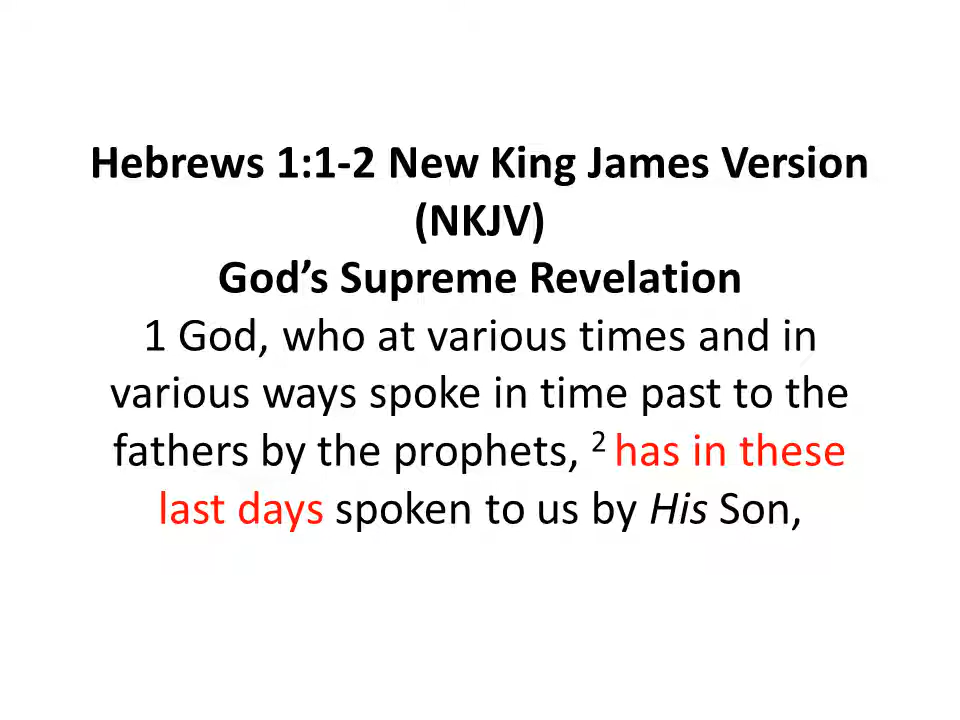 Hebrews 1:1-2 New King James Version
(NKJV)
God’s Supreme Revelation
1 God, who at various times and in
various ways spoke in time past to the
fathers by the prophets, ² has in these
last days spoken to us by His Son,